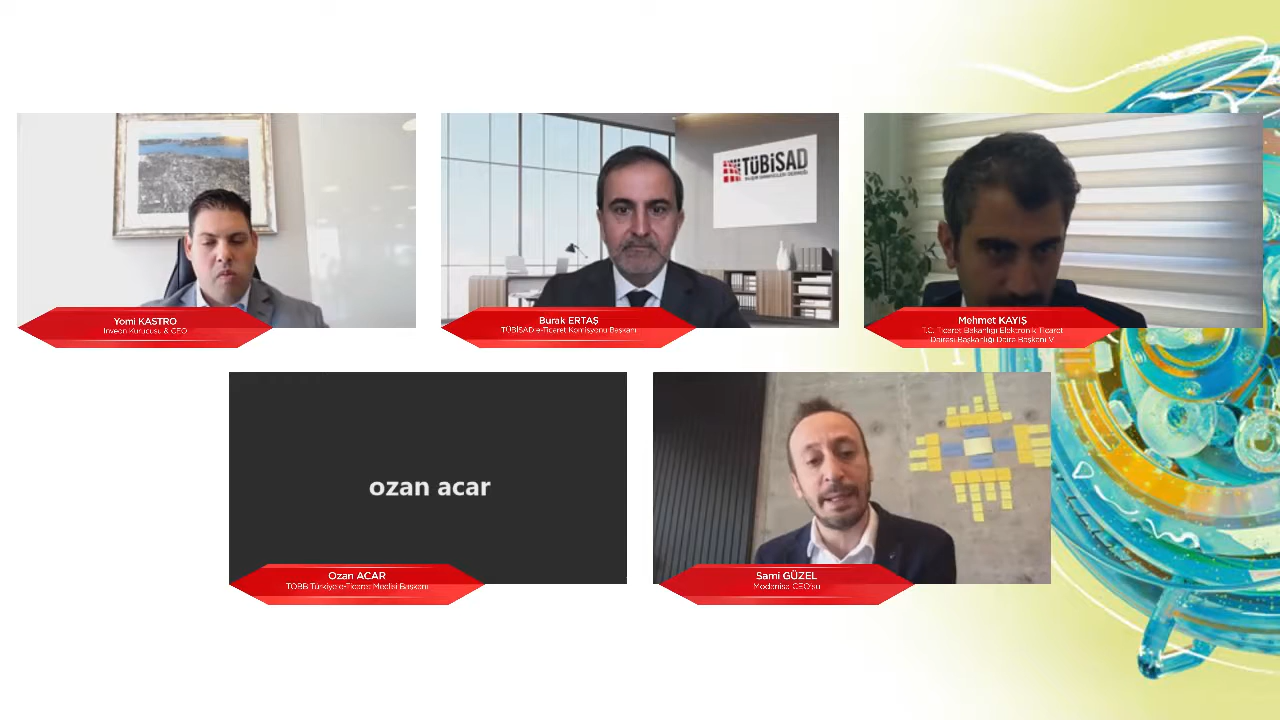 Yomi KASTRO
Inveon Kurucusu & CEO
TÜBİSAD
Burak ERTAŞ
TÜBİSAD e-Ticaret Komisyonu Başkanı
Mehmet KAYIŞ
T.C. Ticaret Bakanlığı Elektronik Ticaret
Dairesi Başkanlığı Daire Başkanı V.
ozan acar
Ozan ACAR
TOBB Türkiye e-Ticaret Meclisi Başkanı
Sami GÜZEL
Modanisa CEO'su